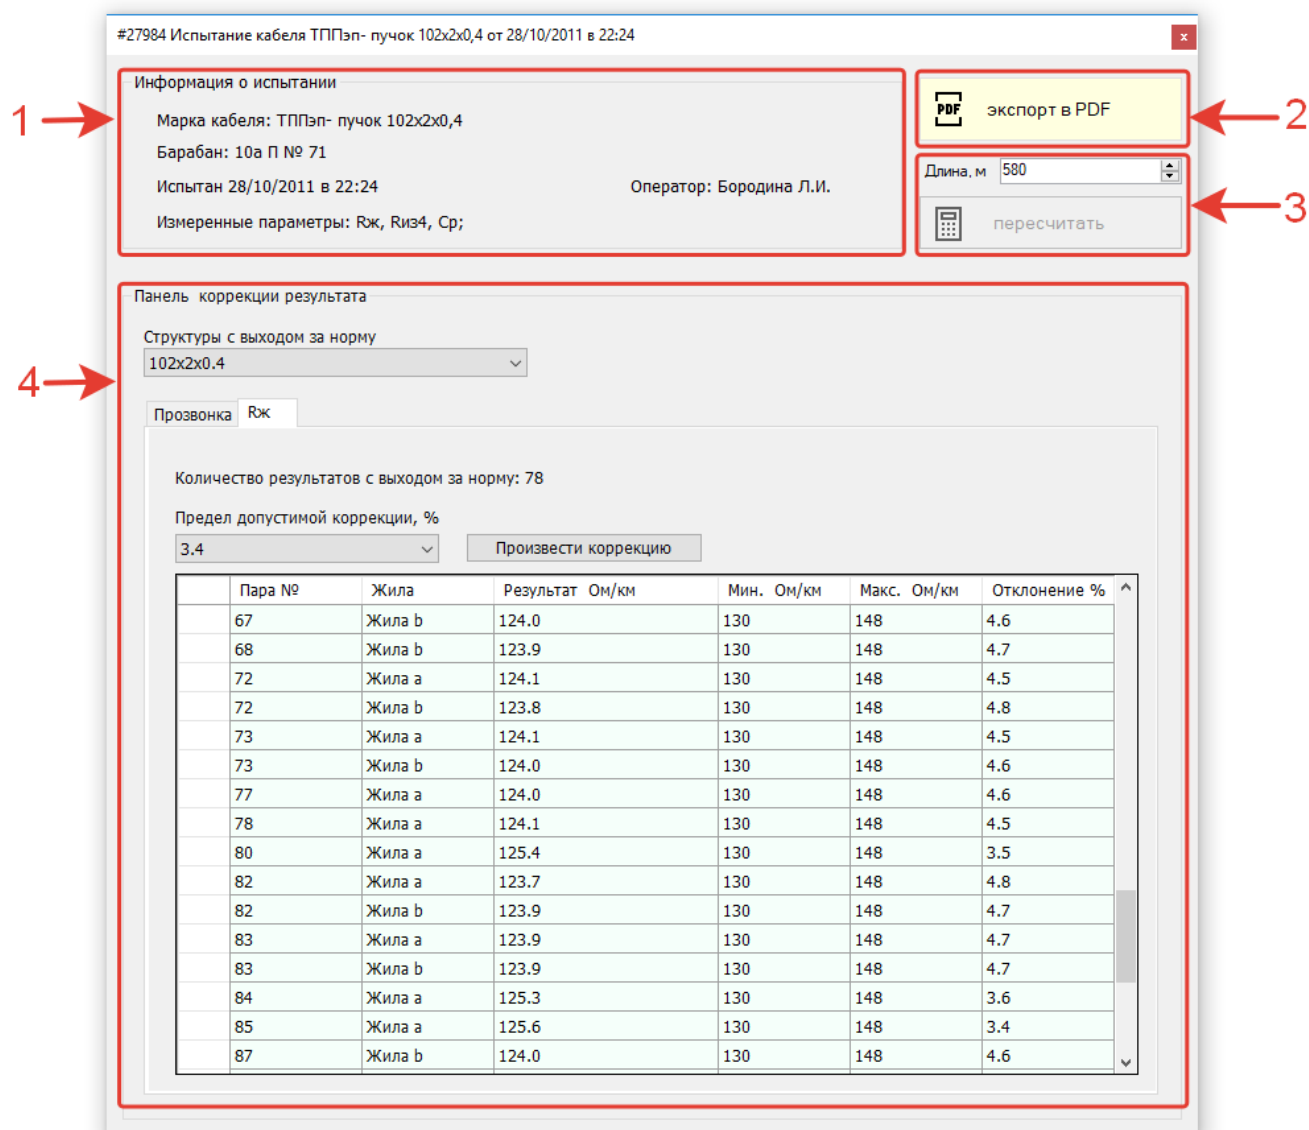 #27984 Испытание кабеля ТППэп- пучок 102x2x0,4 от 28/10/2011 в 22:24
x
1
Информация о испытании
Марка кабеля: ТППэп- пучок 102x2x0,4
Барабан: 10а П № 71
Испытан 28/10/2011 в 22:24 Оператор: Бородина Л.И.
Измеренные параметры: Rж, Rиз4, Cp;
PDF экспорт в PDF
2
Длина, м 580
пересчитать
3
Панель коррекции результата
Структуры с выходом за норму
102x2x0.4
4
Прозвонка Rж
Количество результатов с выходом за норму: 78
Предел допустимой коррекции, %
3.4 Произвести коррекцию
Пара № Жила Результат Ом/км Мин. Ом/км Макс. Ом/км Отклонение %
67 Жила b 124.0 130 148 4.6
68 Жила b 123.9 130 148 4.7
72 Жила a 124.1 130 148 4.5
72 Жила b 123.8 130 148 4.8
73 Жила a 124.1 130 148 4.5
73 Жила b 124.0 130 148 4.6
77 Жила a 124.0 130 148 4.6
78 Жила a 124.1 130 148 4.5
80 Жила a 125.4 130 148 3.5
82 Жила a 123.7 130 148 4.8
82 Жила b 123.9 130 148 4.7
83 Жила a 123.9 130 148 4.7
83 Жила b 123.9 130 148 4.7
84 Жила a 125.3 130 148 3.6
85 Жила a 125.6 130 148 3.4
87 Жила b 124.0 130 148 4.6